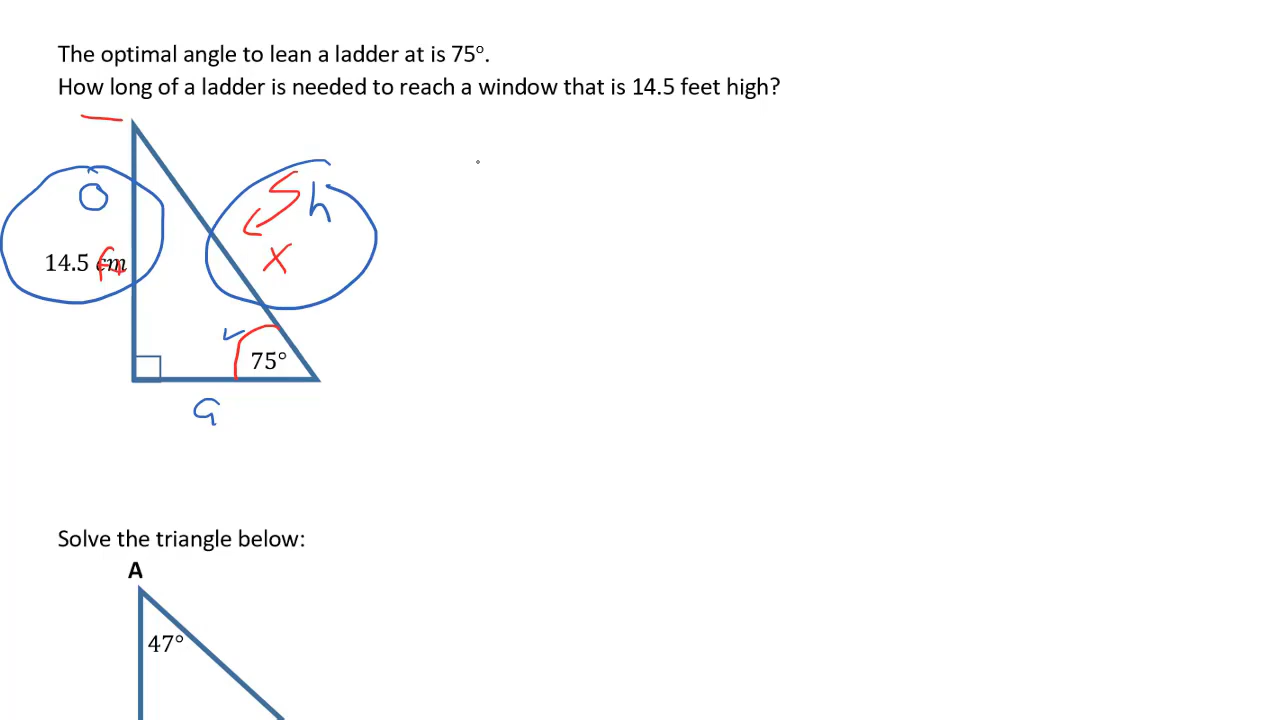 The optimal angle to lean a ladder at is 75°.
How long of a ladder is needed to reach a window that is 14.5 feet high?
O
h
14.5 cm ft
x
75°
a
Solve the triangle below:
A
47°